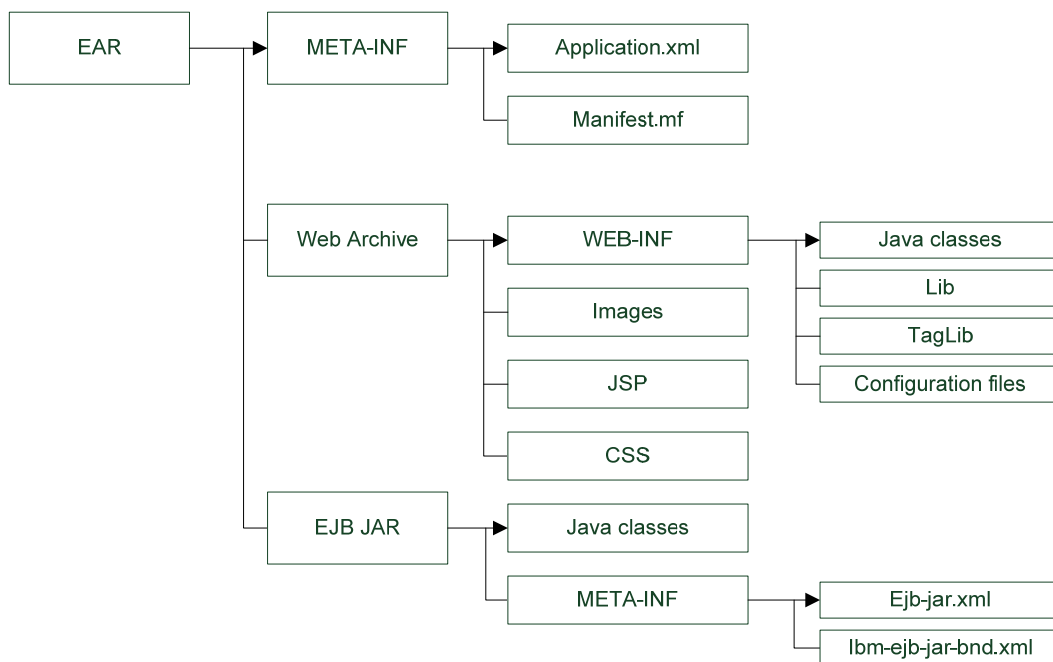 EAR
META-INF
Application.xml
Manifest.mf
Web Archive
WEB-INF
Java classes
Lib
Images
TagLib
JSP
Configuration files
CSS
EJB JAR
Java classes
META-INF
Ejb-jar.xml
Ibm-ejb-jar-bnd.xml